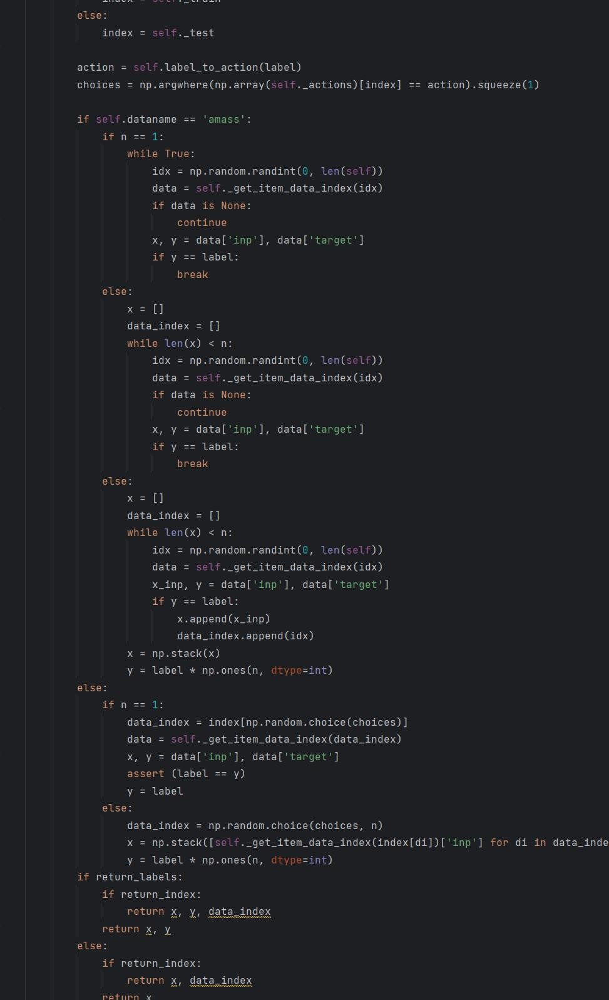 index = self._train
else:
index = self._test
action = self.label_to_action(label)
choices = np.argwhere(np.array(self._actions)[index] == action).squeeze(1)
if self.dataname == 'amass':
if n == 1:
while True:
idx = np.random.randint(0, len(self))
data = self._get_item_data_index(idx)
if data is None:
continue
x, y = data['inp'], data['target']
if y == label:
break
else:
x = []
data_index = []
while len(x) < n:
idx = np.random.randint(0, len(self))
data = self._get_item_data_index(idx)
if data is None:
continue
x, y = data['inp'], data['target']
if y == label:
break
else:
x = []
data_index = []
while len(x) < n:
idx = np.random.randint(0, len(self))
data = self._get_item_data_index(idx)
x_inp, y = data['inp'], data['target']
if y == label:
x.append(x_inp)
data_index.append(idx)
x = np.stack(x)
y = label * np.ones(n, dtype=int)
else:
if n == 1:
data_index = index[np.random.choice(choices)]
data = self._get_item_data_index(data_index)
x, y = data['inp'], data['target']
assert (label == y)
y = label
else:
data_index = np.random.choice(choices, n)
x = np.stack([self._get_item_data_index(index[di])['inp'] for di in data_inde
y = label * np.ones(n, dtype=int)
if return_labels:
if return_index:
return x, y, data_index
return x, y
else:
if return_index:
return x, data_index
return x